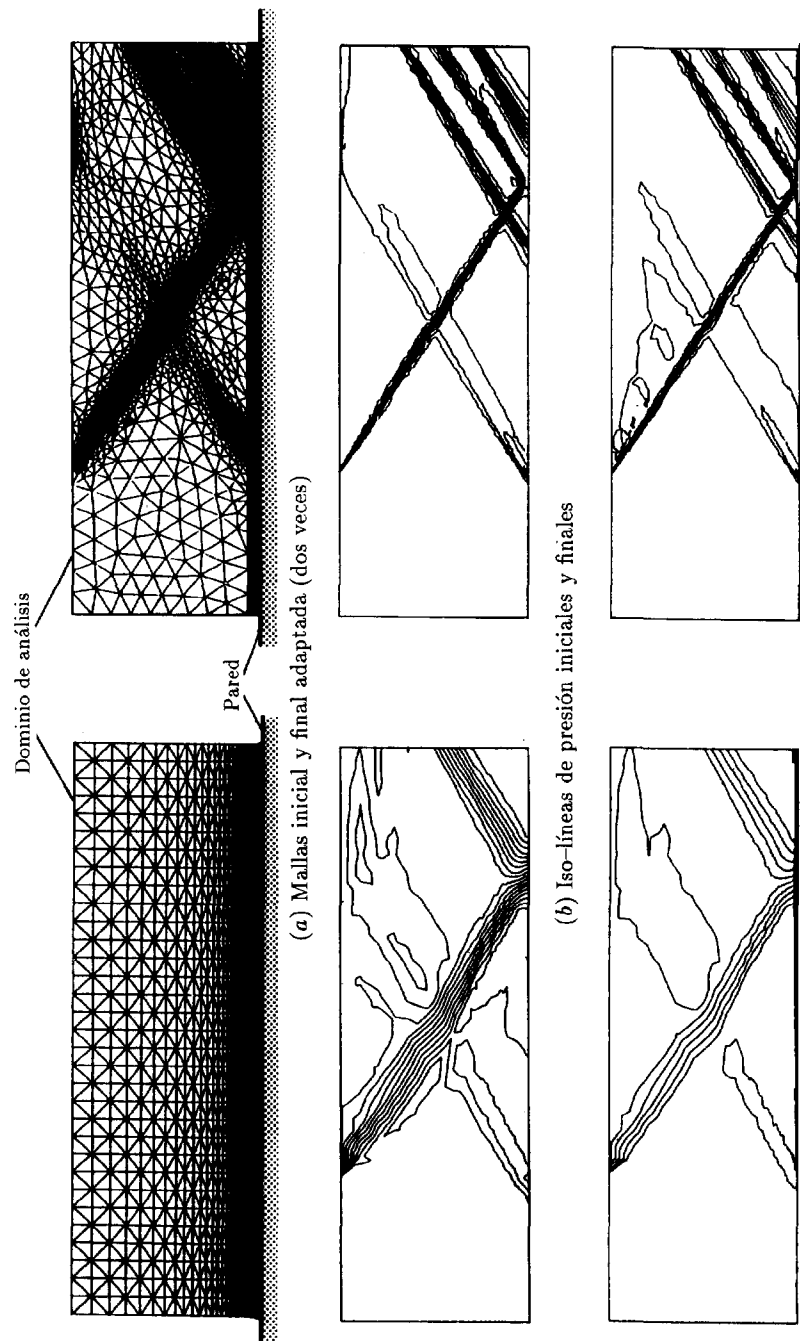 Dominio de análisis
Pared
(a) Mallas inicial y final adaptada (dos veces)
(b) Iso–líneas de presión iniciales y finales